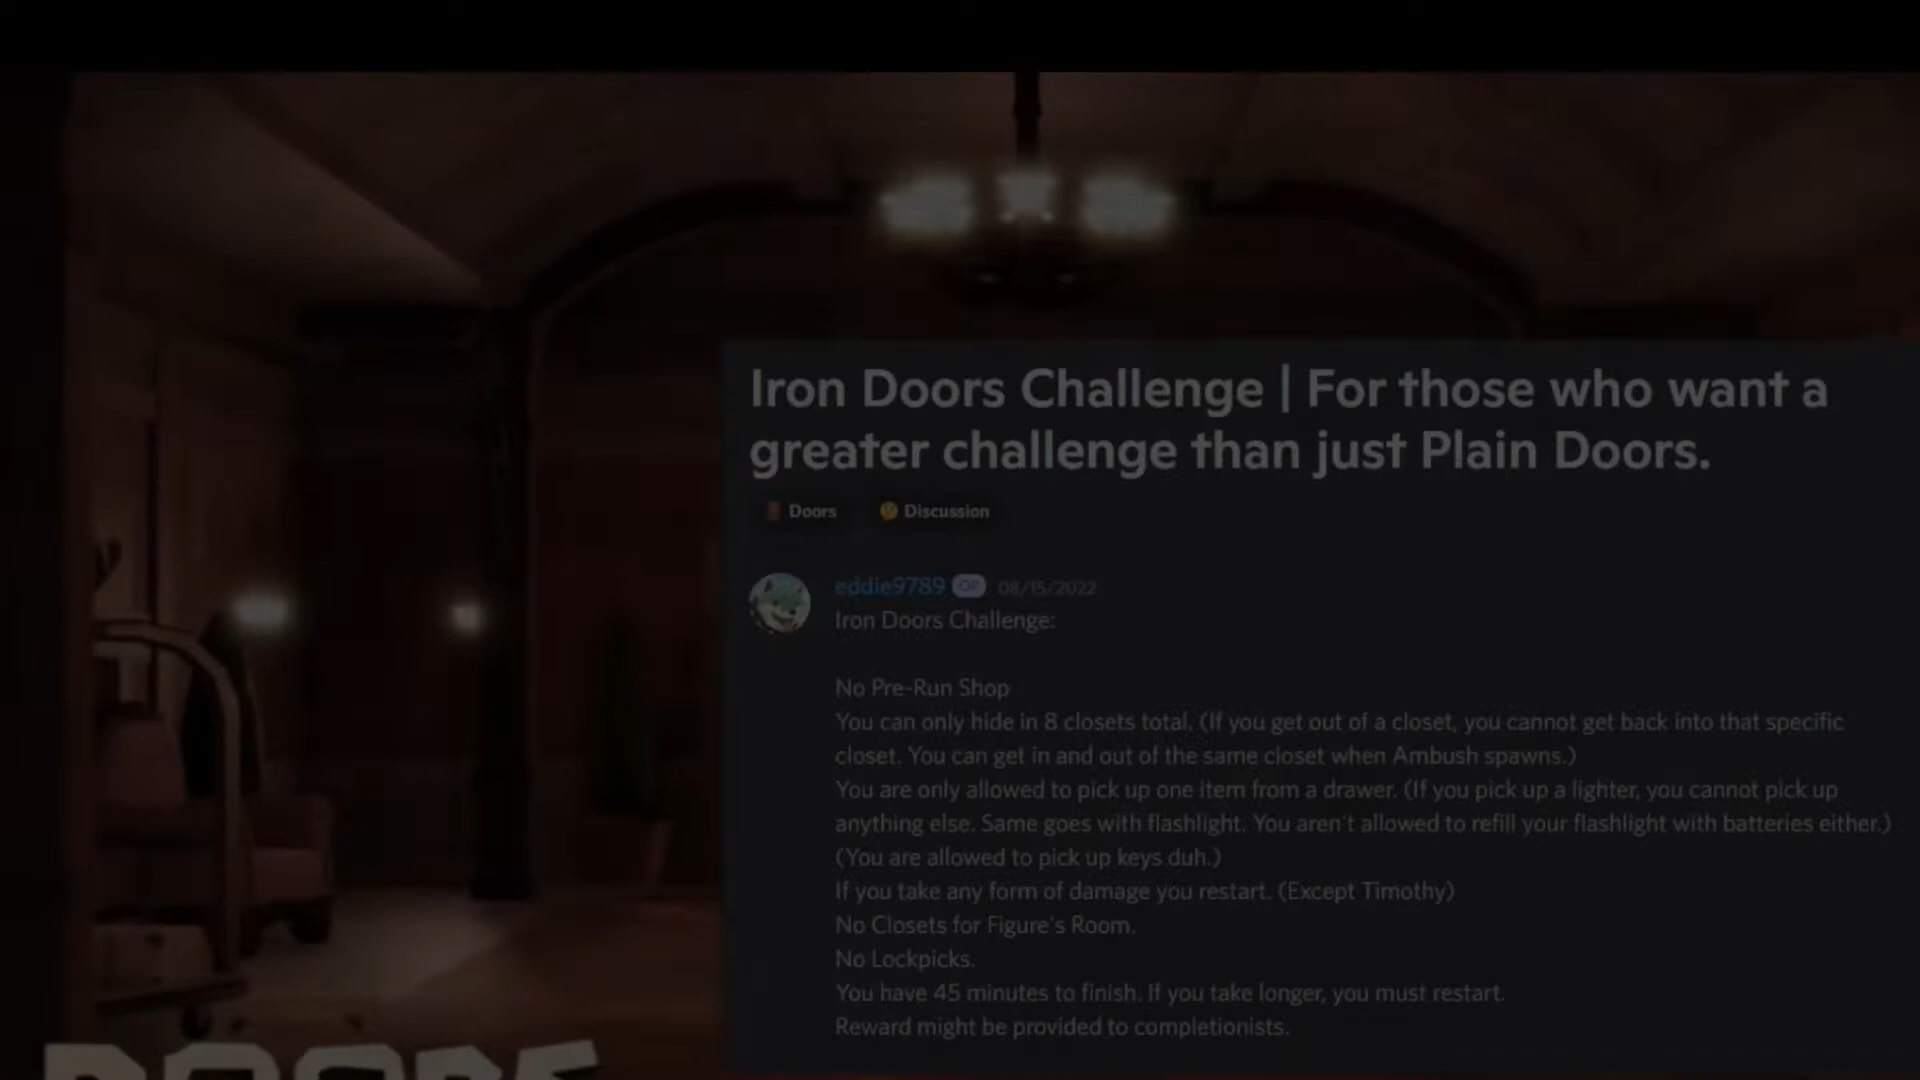 Iron Doors Challenge | For those who want a
greater challenge than just Plain Doors.
Doors Discussion
eddie9789 OP 08/15/2022
Iron Doors Challenge:
No Pre-Run Shop
You can only hide in 8 closets total. (If you get out of a closet, you cannot get back into that specific
closet. You can get in and out of the same closet when Ambush spawns.)
You are only allowed to pick up one item from a drawer. (If you pick up a lighter, you cannot pick up
anything else. Same goes with flashlight. You aren't allowed to refill your flashlight with batteries either.)
(You are allowed to pick up keys duh.)
If you take any form of damage you restart. (Except Timothy)
No Closets for Figure's Room.
No Lockpicks.
You have 45 minutes to finish. If you take longer, you must restart.
Reward might be provided to completionists.
DOORS